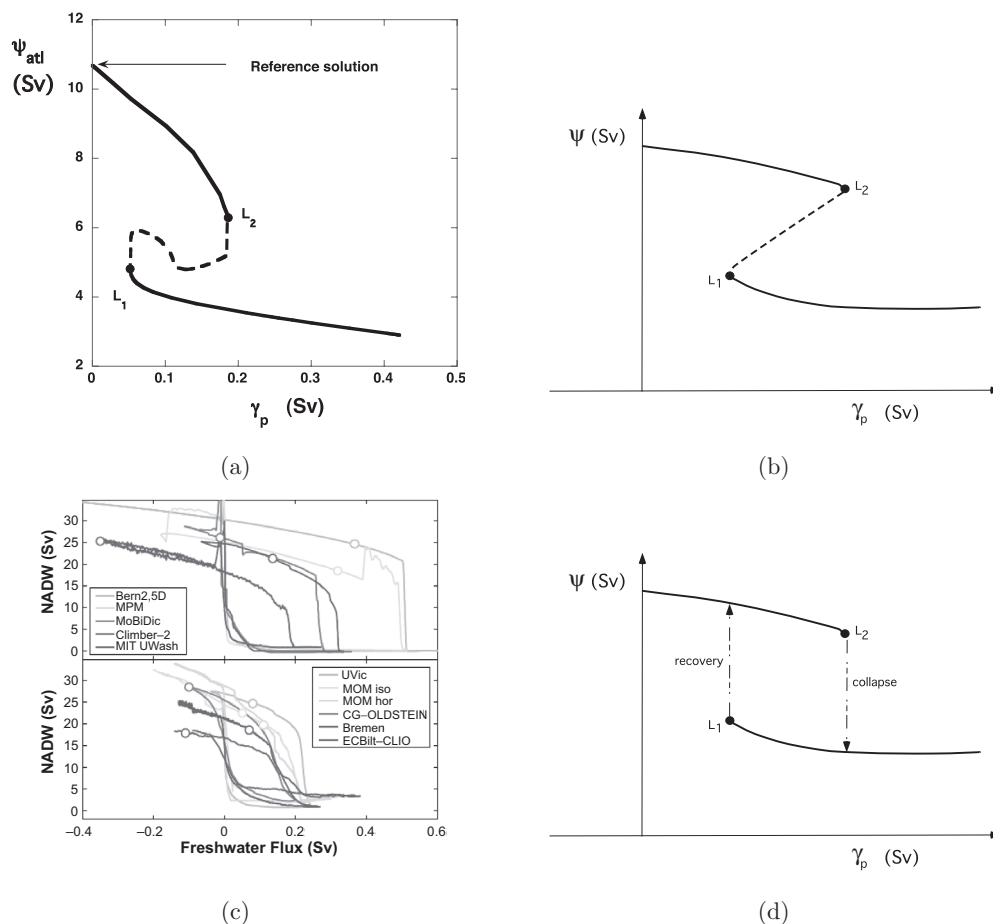 12
ψatl
(Sv)
Reference solution
10
8
6
L2
L1
4
2
0
0.1
0.2
0.3
0.4
0.5
γp (Sv)
(a)
ψ (Sv)
L2
L1
γp (Sv)
(b)
NADW (Sv)
30
25
20
15
10
5
0
Bern2,5D
MPM
MoBiDic
Climber–2
MIT UWash
NADW (Sv)
30
25
20
15
10
5
0
UVic
MOM iso
MOM hor
CG–OLDSTEIN
Bremen
ECBilt–CLIO
–0.4
–0.2
0
0.2
0.4
0.6
Freshwater Flux (Sv)
(c)
ψ (Sv)
L2
recovery
collapse
L1
γp (Sv)
(d)